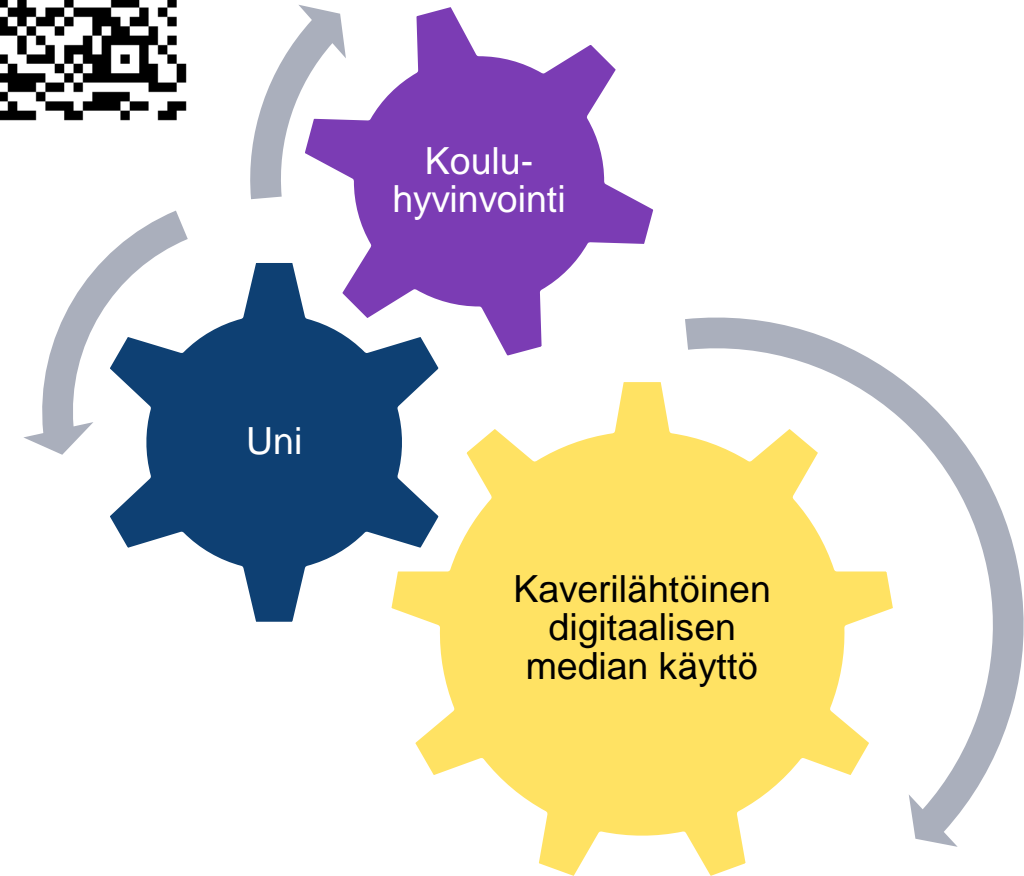 Koulu-
hyvinvointi
Uni
Kaverilähtöinen
digitaalisen
median käyttö